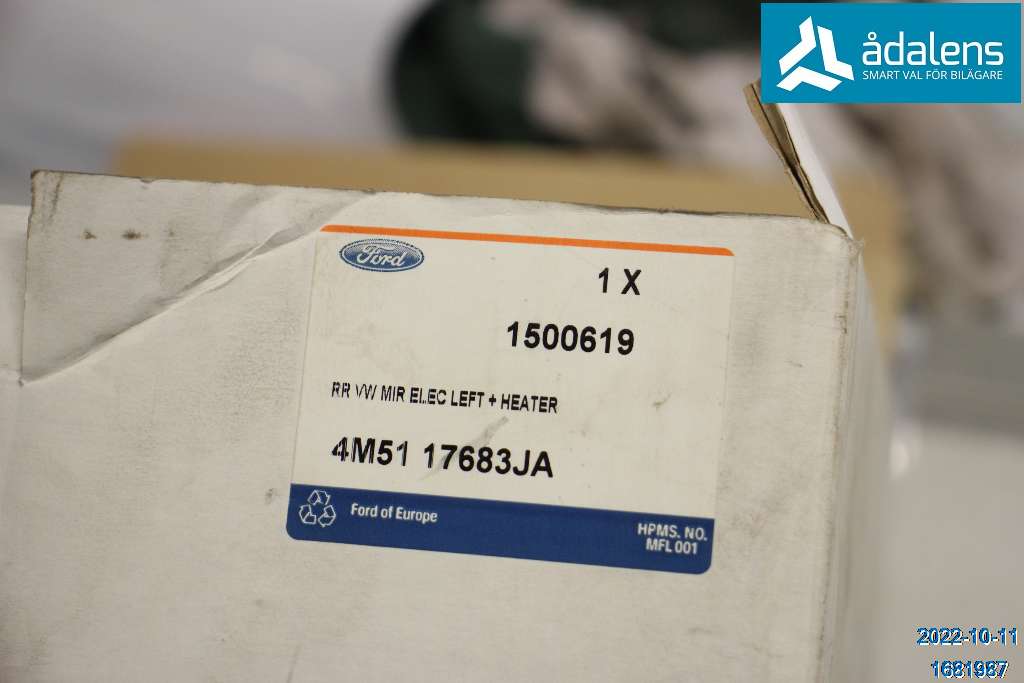 ådalens
SMART VAL FÖR BILÄGARE
Ford
1 X
1500619
RR VW MIR ELEC LEFT + HEATER
4M51 17683JA
Ford of Europe
HPMS. NO.
MFL 001
2022-10-11
1681987